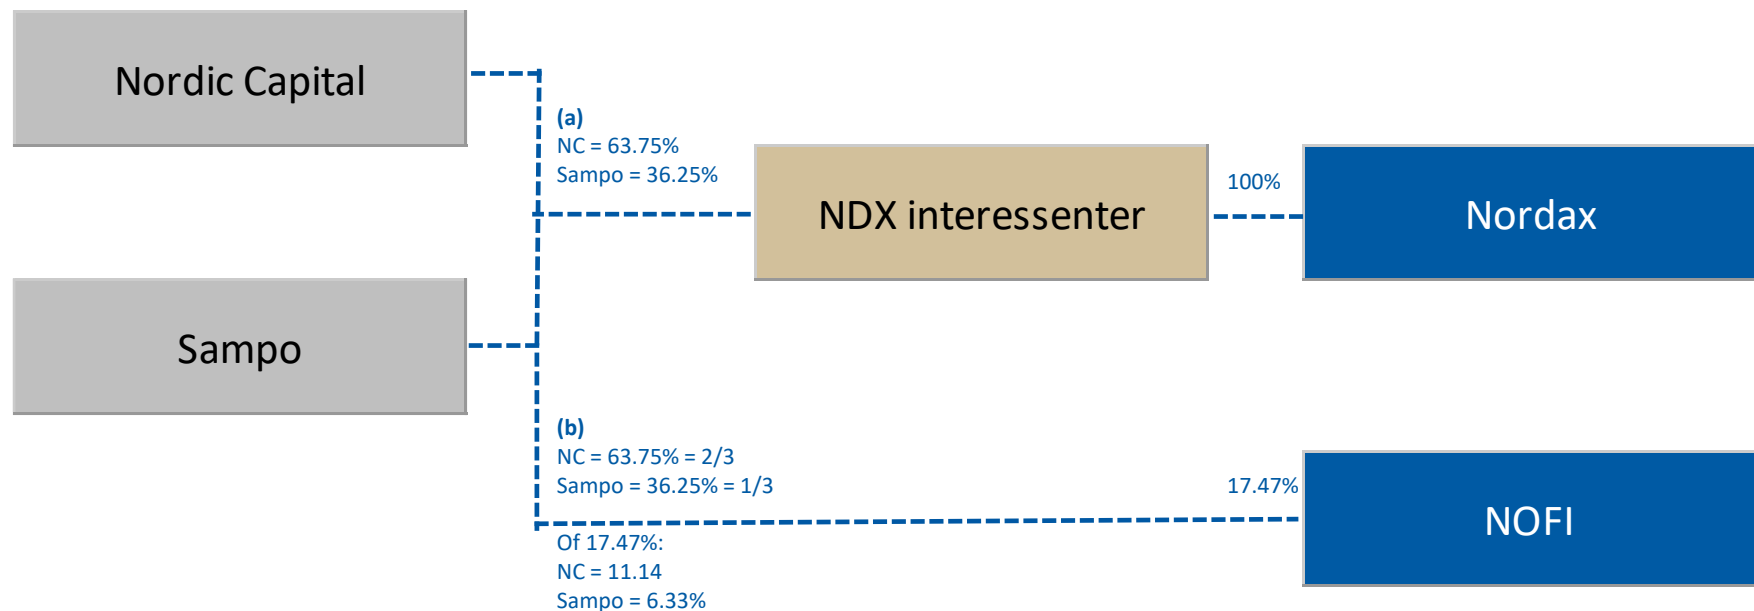 Nordic Capital
(a)
NC = 63.75%
Sampo = 36.25%
NDX interessenter
100%
Nordax
Sampo
(b)
NC = 63.75% = 2/3
Sampo = 36.25% = 1/3
17.47%
NOFI
Of 17.47%:
NC = 11.14
Sampo = 6.33%